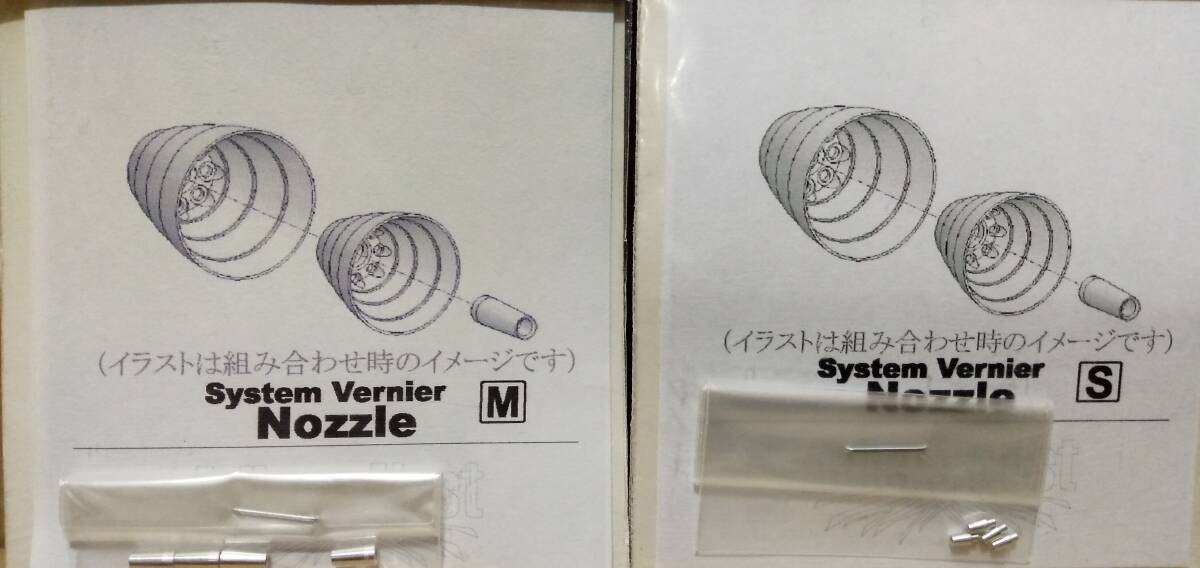 (イラストは組み合わせ時のイメージです)
System Vernier
Nozzle
M
(イラストは組み合わせ時のイメージです)
System Vernier
Nozzle
S